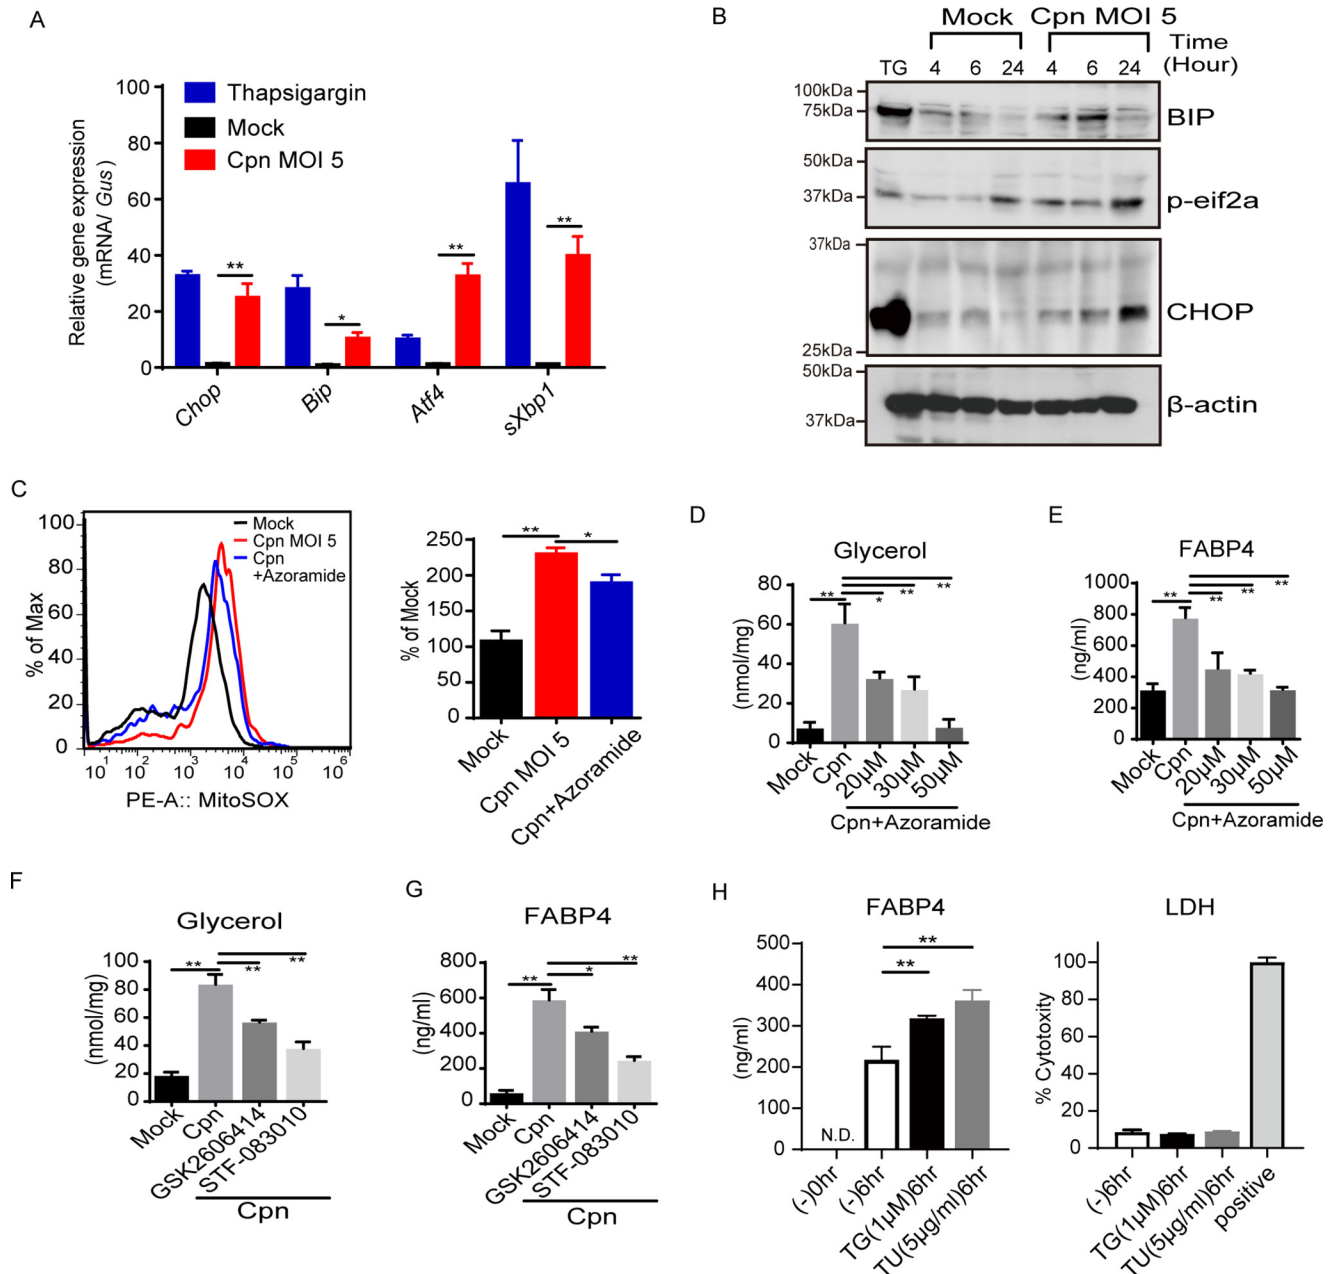 A
100
80
60
40
20
0
Relative gene expression
(mRNA/ Gus)
Thapsigargin
Mock
Cpn MOI 5
**
*
**
**
Chop
Bip
Atf4
sXbp1
B
Mock
Cpn MOI 5
Time
(Hour)
TG 4 6 24 4 6 24
100kDa
75kDa
BIP
50kDa
37kDa
p-eif2a
37kDa
25kDa
CHOP
50kDa
37kDa
β-actin
C
100
80
60
40
20
0
% of Max
Mock
Cpn MOI 5
Cpn
+Azoramide
10¹ 10² 10³ 10⁴ 10⁵ 10⁶
PE-A:: MitoSOX
250
200
150
100
50
0
% of Mock
**
*
Mock
Cpn MOI 5
Cpn+Azoramide
D
Glycerol
80
60
40
20
0
(nmol/mg)
**
*
**
**
Mock
Cpn
20µM
30µM
50µM
Cpn+Azoramide
E
FABP4
1000
800
600
400
200
0
(ng/ml)
**
**
**
**
Mock
Cpn
20µM
30µM
50µM
Cpn+Azoramide
F
Glycerol
100
80
60
40
20
0
(nmol/mg)
**
**
**
Mock
Cpn
GSK2606414
STF-083010
Cpn
G
FABP4
800
600
400
200
0
(ng/ml)
**
*
**
Mock
Cpn
GSK2606414
STF-083010
Cpn
H
FABP4
500
400
300
200
100
0
(ng/ml)
N.D.
**
**
(-)0hr
(-)6hr
TG(1µM)6hr
TU(5µg/ml)6hr
LDH
100
80
60
40
20
0
% Cytotoxity
(-)6hr
TG(1µM)6hr
TU(5µg/ml)6hr
positive